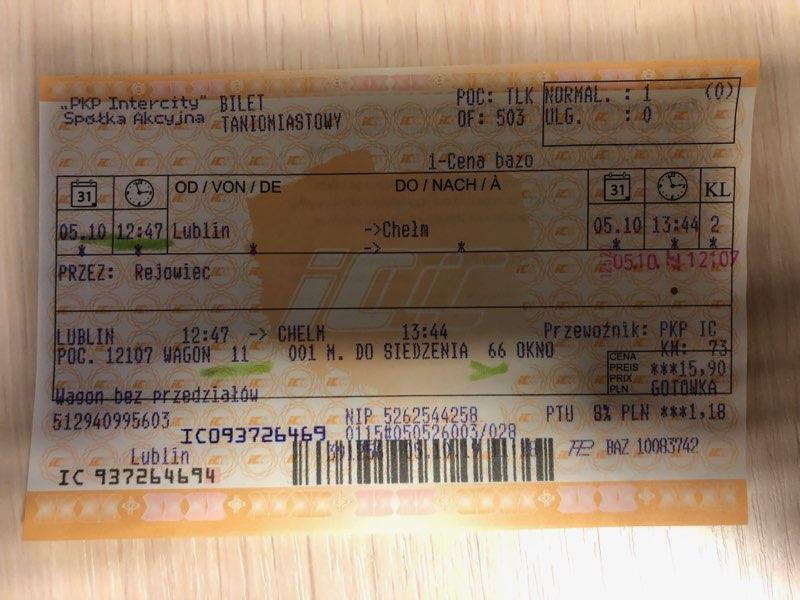 „PKP Intercity" BILET POC: TLK NORMAL. : 1 (0)
Spółka Akcyjna TANIOMIASTOWY OF: 503 ULG. : 0
1-Cena bazo
31 OD / VON / DE DO / NACH / À 31 KL
05.10 12:47 Lublin ->Chełm 05.10 13:44 2
* * * -> * * * *
05.10. 12107
PRZEZ: Rejowiec
LUBLIN 12:47 -> CHELM 13:44 Przewoźnik: PKP IC
POC. 12107 WAGON 11 001 M. DO SIEDZENIA 66 OKNO KM: 73
CENA PREIS PRIX PLN ***15,90
GOTÓWKA
Wagon bez przedziałów
512940995603 NIP 5262544258 PTU 8% PLN ***1,18
IC093726469 0115#050526003/028
Lublin BAZ 10083742
IC 937264694